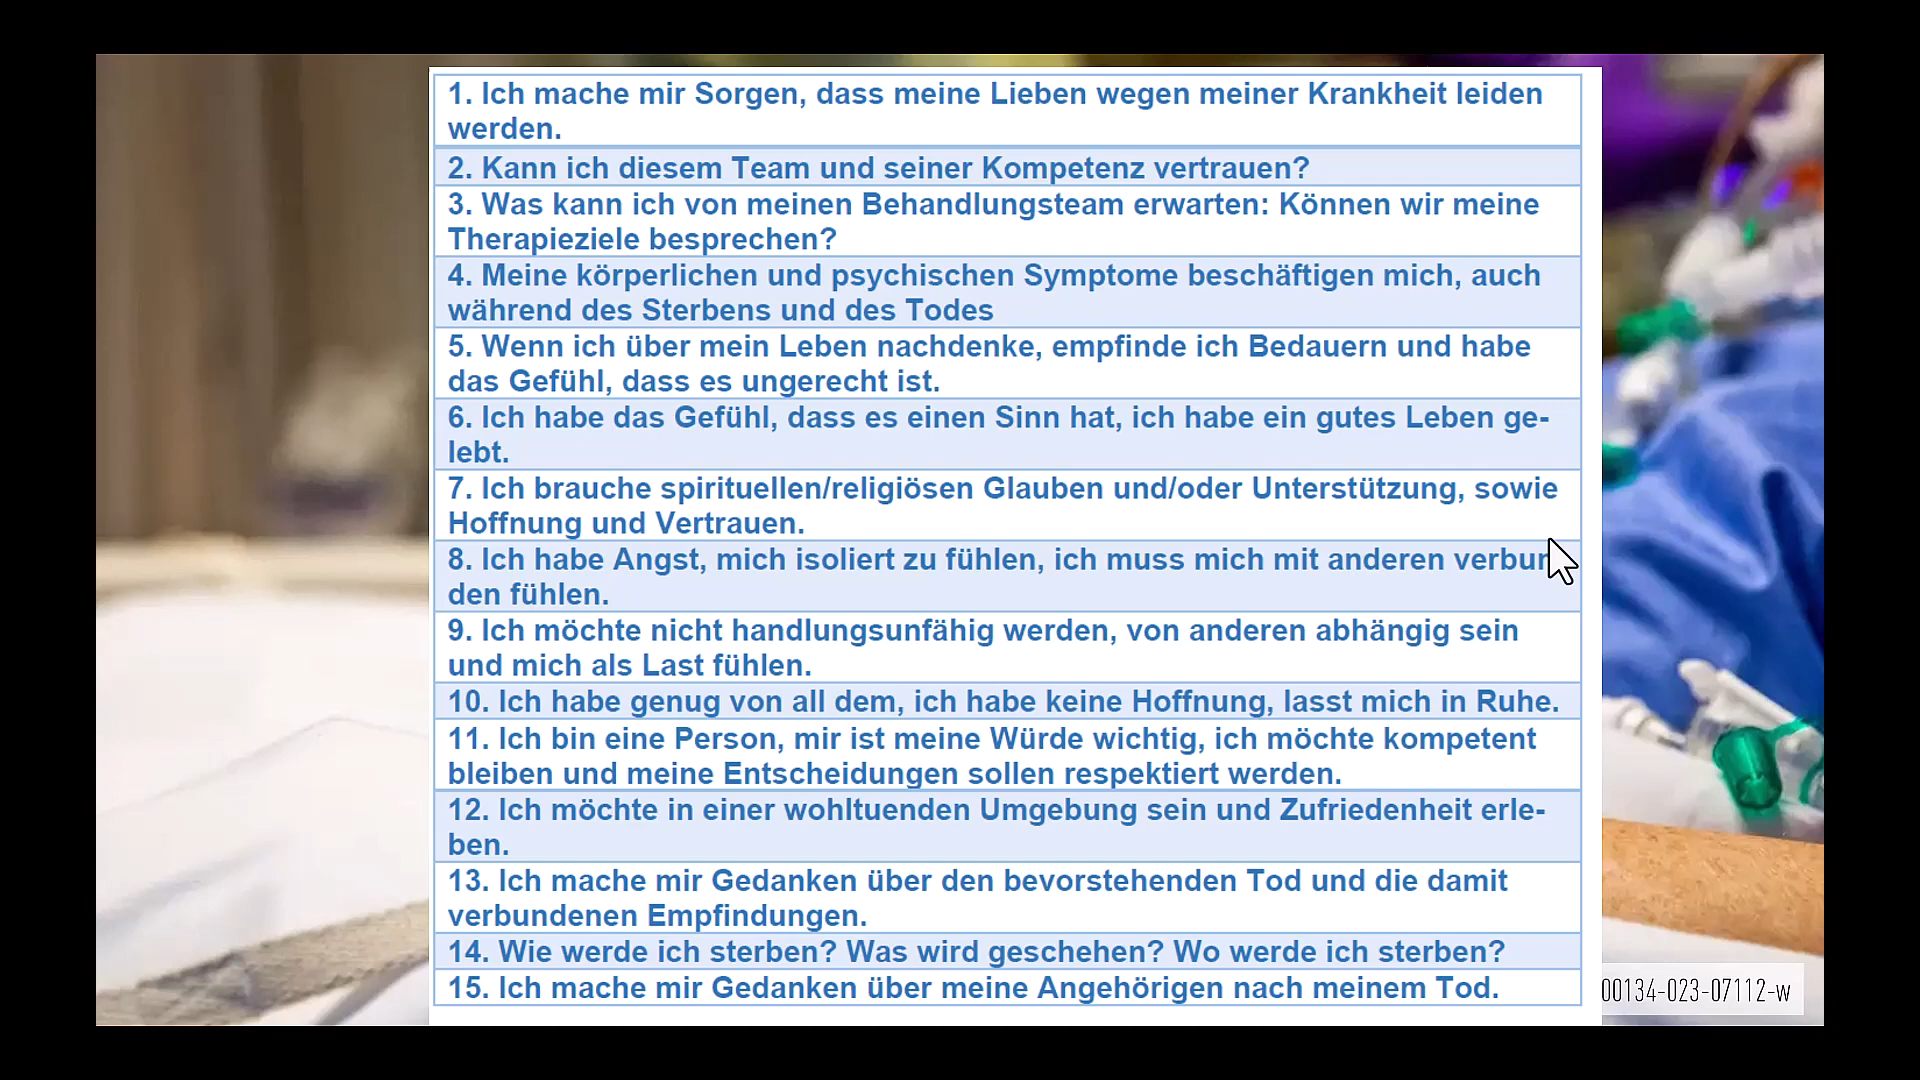 1. Ich mache mir Sorgen, dass meine Lieben wegen meiner Krankheit leiden
werden.
2. Kann ich diesem Team und seiner Kompetenz vertrauen?
3. Was kann ich von meinen Behandlungsteam erwarten: Können wir meine
Therapieziele besprechen?
4. Meine körperlichen und psychischen Symptome beschäftigen mich, auch
während des Sterbens und des Todes
5. Wenn ich über mein Leben nachdenke, empfinde ich Bedauern und habe
das Gefühl, dass es ungerecht ist.
6. Ich habe das Gefühl, dass es einen Sinn hat, ich habe ein gutes Leben ge-
lebt.
7. Ich brauche spirituellen/religiösen Glauben und/oder Unterstützung, sowie
Hoffnung und Vertrauen.
8. Ich habe Angst, mich isoliert zu fühlen, ich muss mich mit anderen verbun
den fühlen.
9. Ich möchte nicht handlungsunfähig werden, von anderen abhängig sein
und mich als Last fühlen.
10. Ich habe genug von all dem, ich habe keine Hoffnung, lasst mich in Ruhe.
11. Ich bin eine Person, mir ist meine Würde wichtig, ich möchte kompetent
bleiben und meine Entscheidungen sollen respektiert werden.
12. Ich möchte in einer wohltuenden Umgebung sein und Zufriedenheit erle-
ben.
13. Ich mache mir Gedanken über den bevorstehenden Tod und die damit
verbundenen Empfindungen.
14. Wie werde ich sterben? Was wird geschehen? Wo werde ich sterben?
15. Ich mache mir Gedanken über meine Angehörigen nach meinem Tod.
00134-023-07112-w